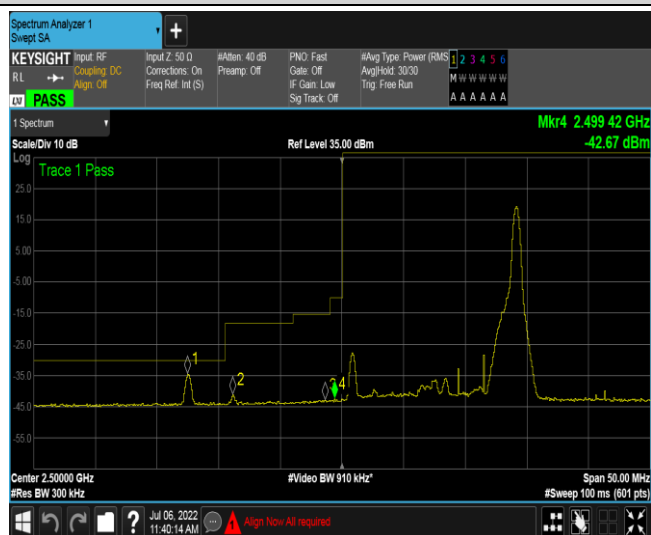 Spectrum Analyzer 1
Swept SA
+
KEYSIGHT Input: RF Input Z: 50 Ω #Atten: 40 dB PNO: Fast #Avg Type: Power (RMS 1 2 3 4 5 6
RL Coupling: DC Corrections: On Preamp: Off Gate: Off Avg|Hold: 30/30 M W W W W W
Align: Off Freq Ref: Int (S) IF Gain: Low Trig: Free Run
LXI PASS Sig Track: Off A A A A A A
1 Spectrum Mkr4 2.499 42 GHz
Scale/Div 10 dB Ref Level 35.00 dBm -42.67 dBm
Log
Trace 1 Pass
25.0
15.0
5.00
-5.00
-15.0
-25.0
1
-35.0
2 3 4
-45.0
-55.0
Center 2.50000 GHz #Video BW 910 kHz* Span 50.00 MHz
#Res BW 300 kHz #Sweep 100 ms (601 pts)
? Jul 06, 2022
11:40:14 AM
Align Now All required